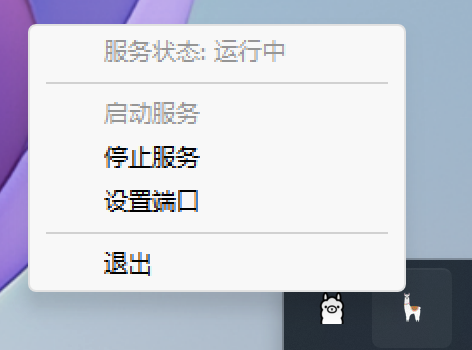 服务状态: 运行中
启动服务
停止服务
设置端口
退出